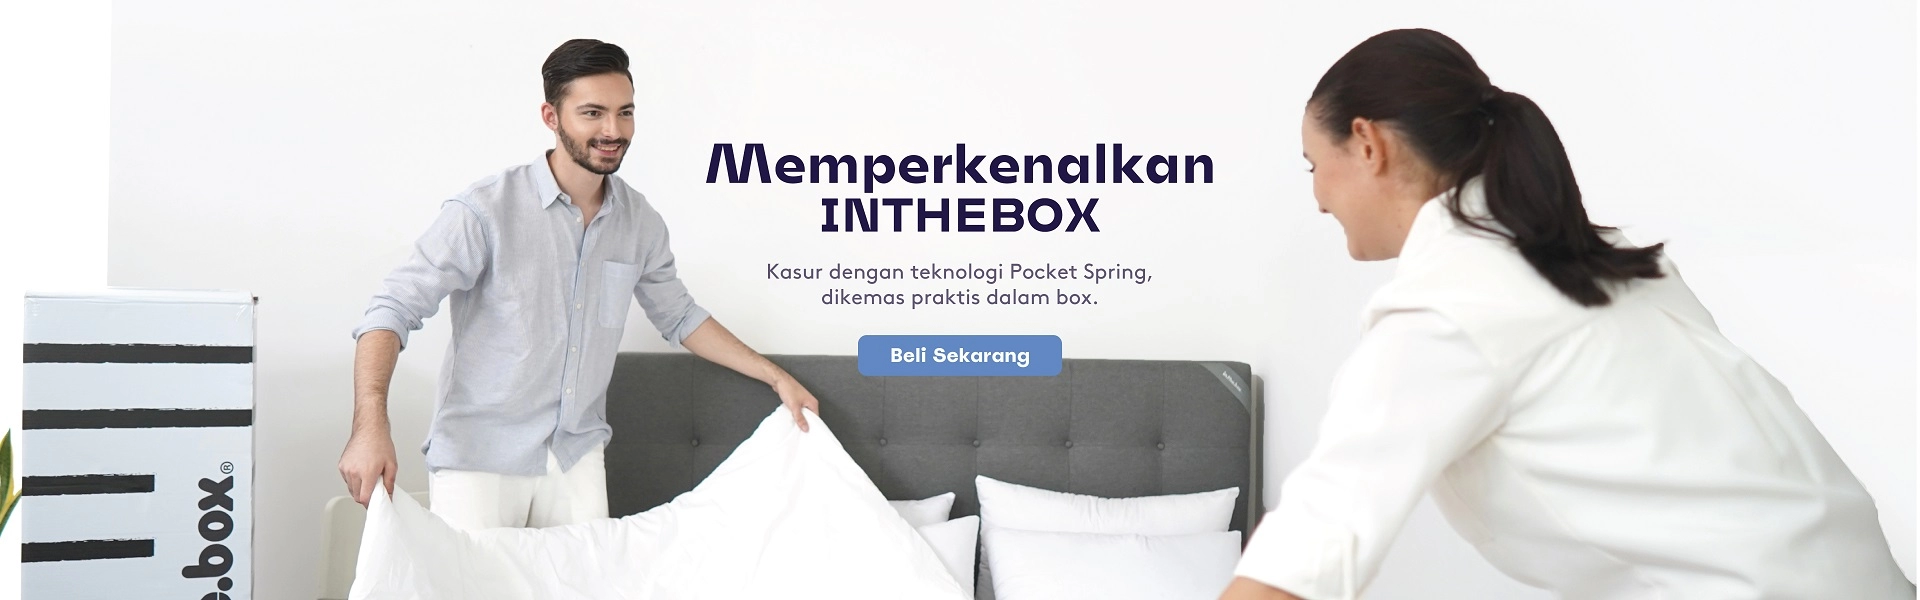 Memperkenalkan
INTHEBOX
Kasur dengan teknologi Pocket Spring,
dikemas praktis dalam box.
Beli Sekarang
e.box®